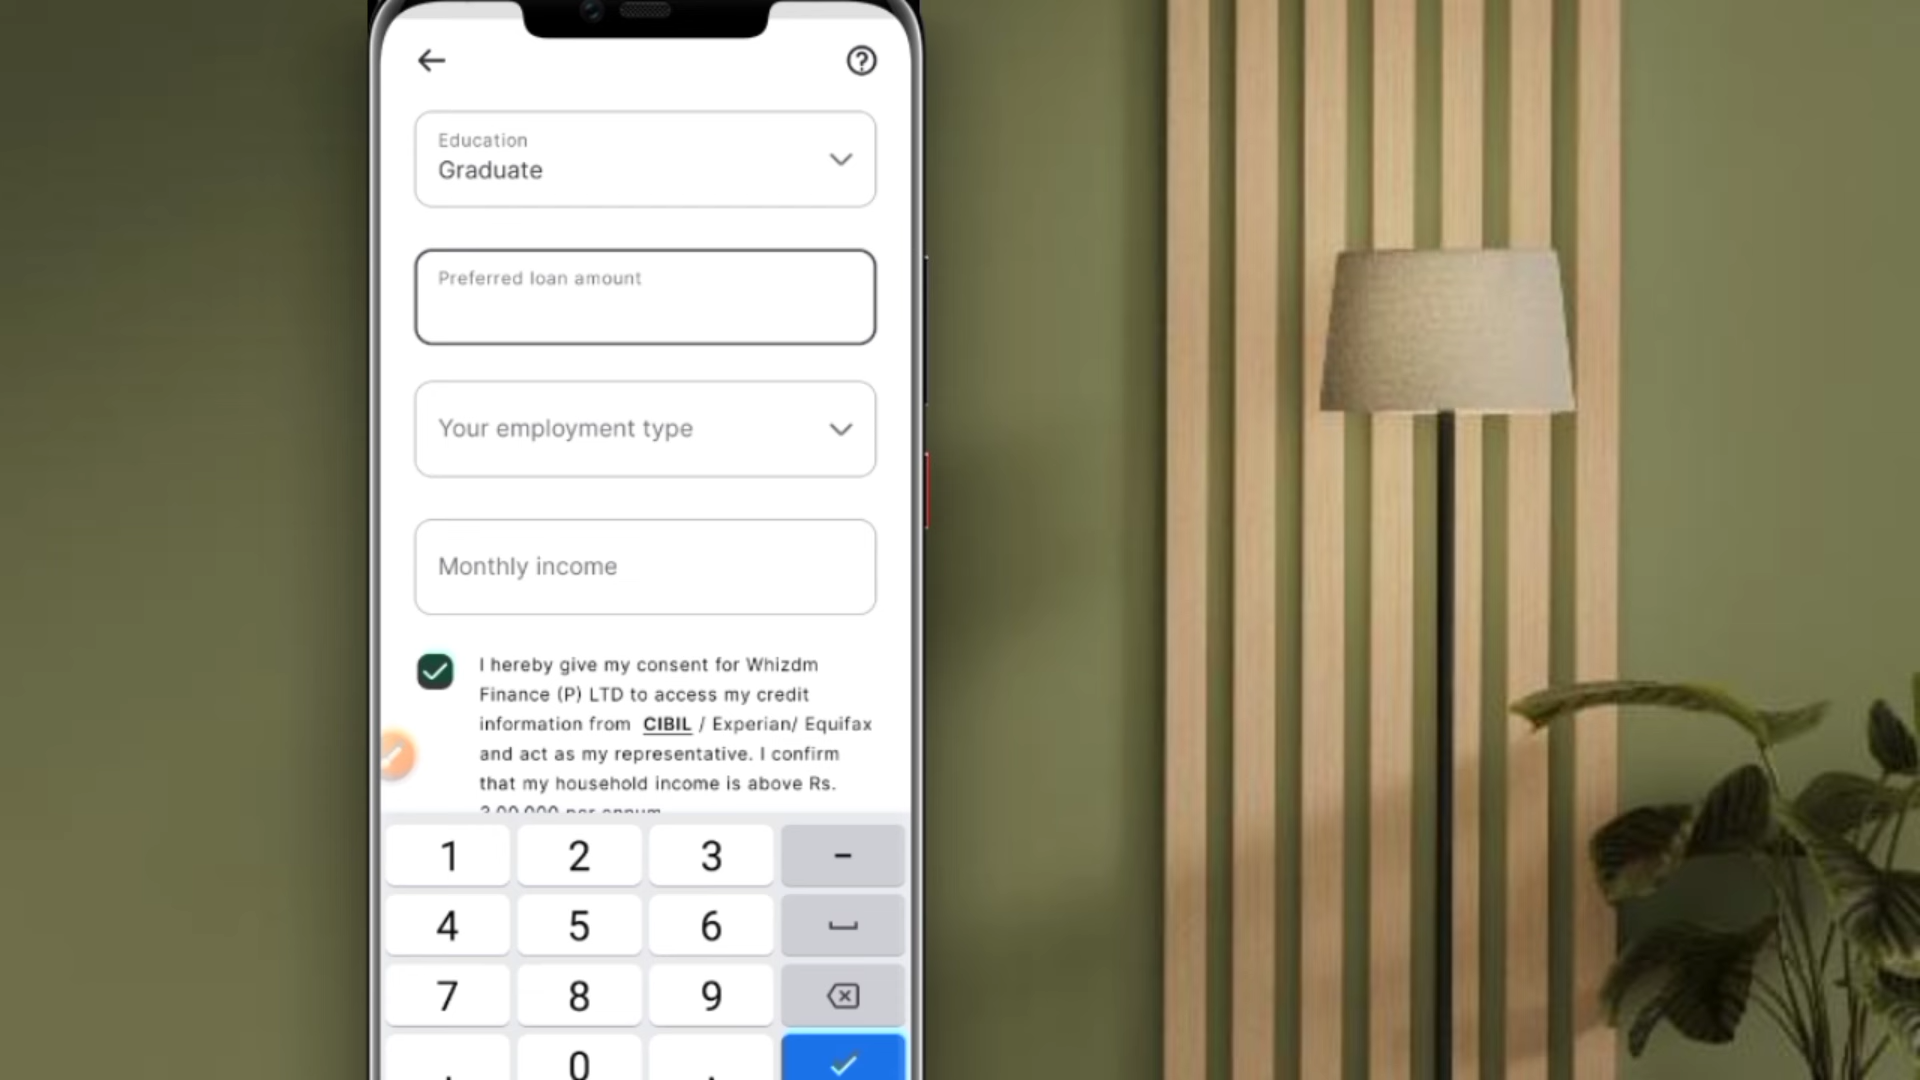 Education
Graduate
Preferred loan amount
Your employment type
Monthly income
I hereby give my consent for Whizdm
Finance (P) LTD to access my credit
information from CIBIL / Experian/ Equifax
and act as my representative. I confirm
that my household income is above Rs.
3,00,000 per annum
1 2 3 -
4 5 6
7 8 9
. 0 .